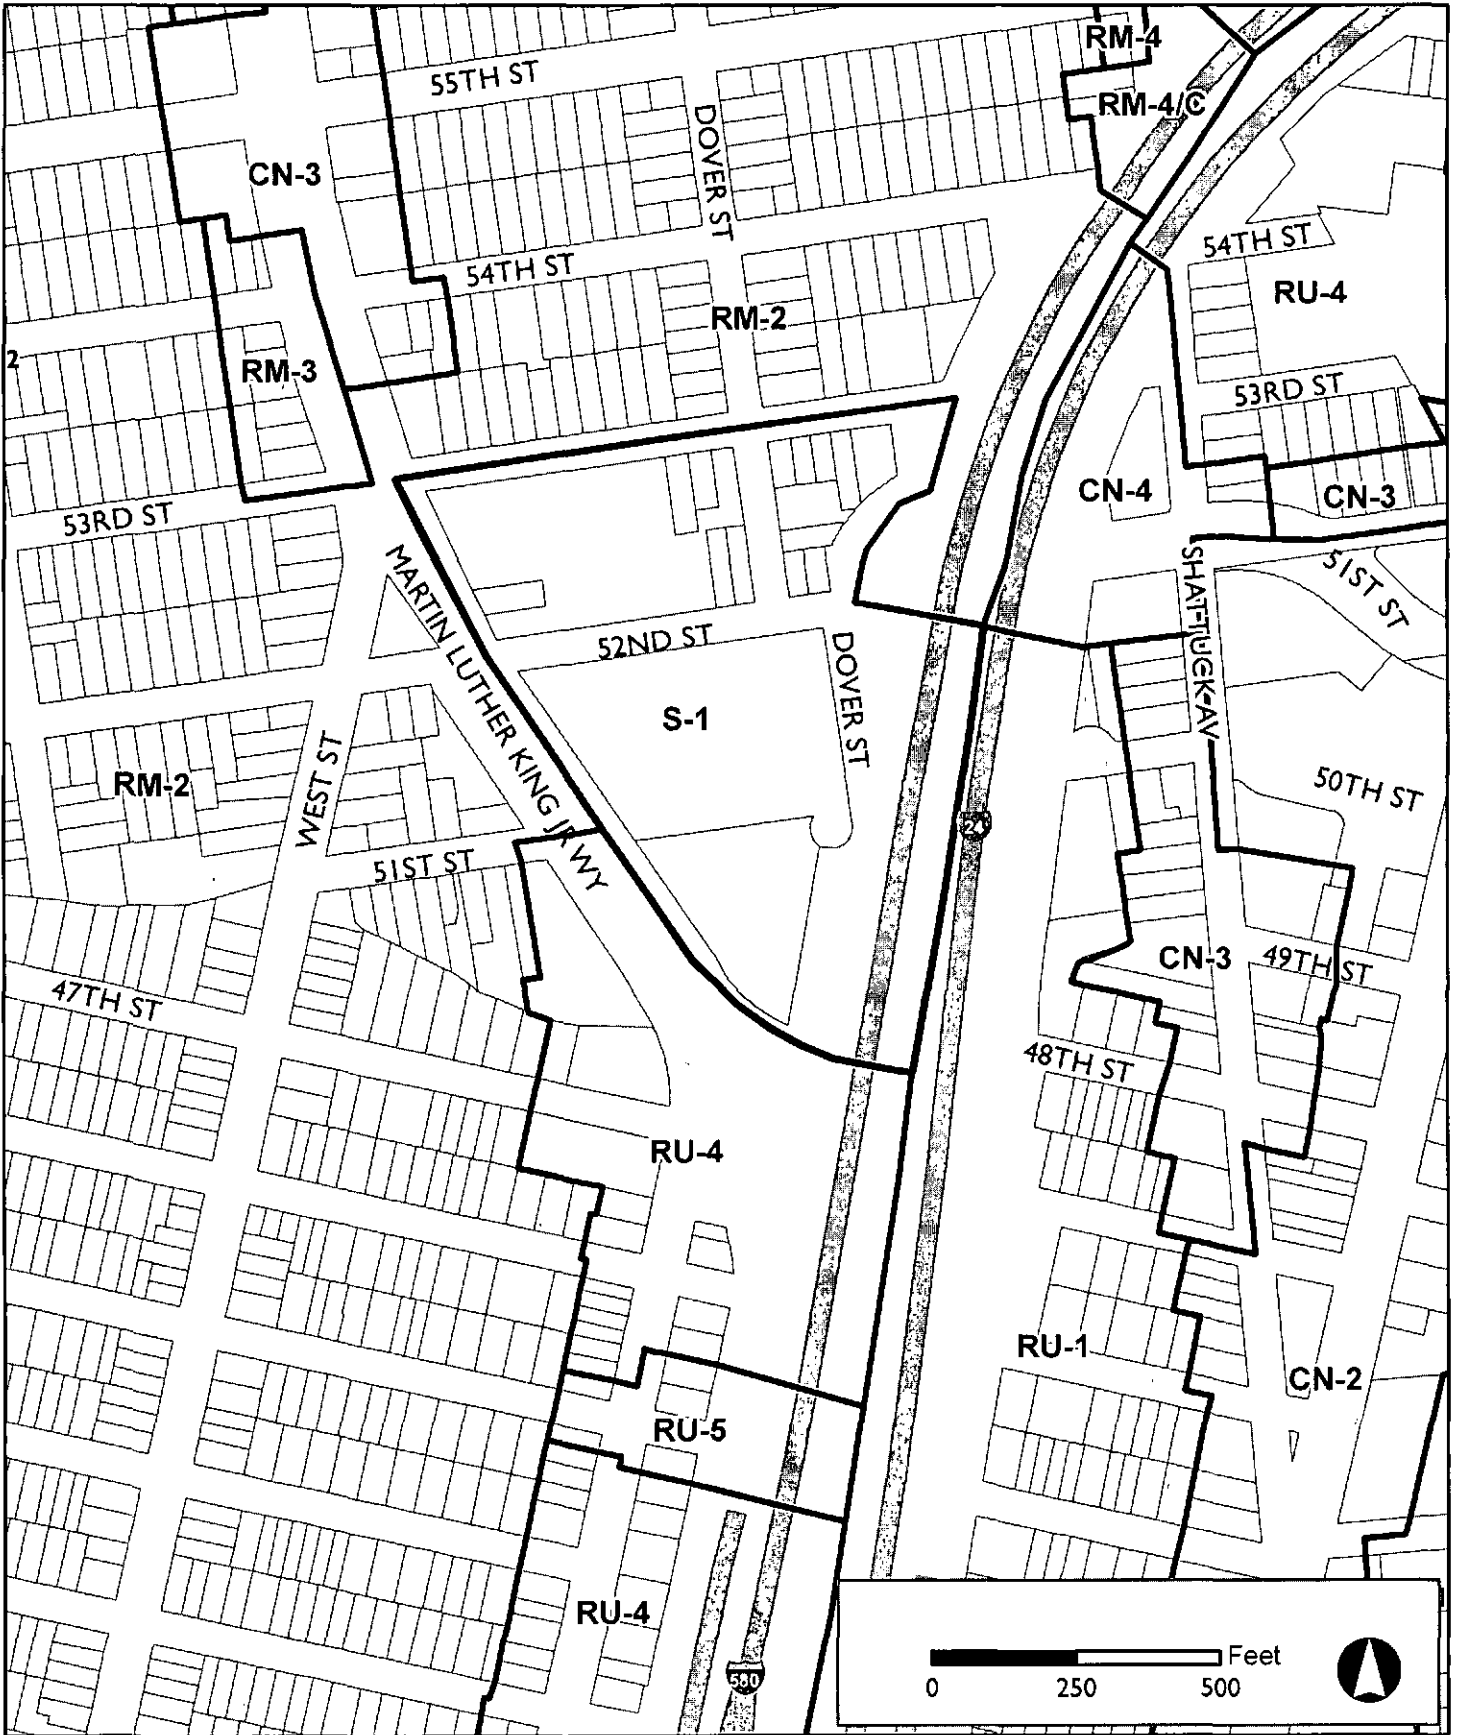 RM-4
55TH ST
RM-4/C
DOVER ST
CN-3
54TH ST
54TH ST
RU-4
RM-2
2
RM-3
53RD ST
CN-4
CN-3
53RD ST
MARTIN LUTHER KING JR WY
SHATTUCK AV
51ST ST
52ND ST
DOVER ST
S-1
RM-2
WEST ST
50TH ST
24
51ST ST
CN-3
49TH ST
47TH ST
48TH ST
RU-4
RU-1
CN-2
RU-5
RU-4
580
Feet
0 250 500